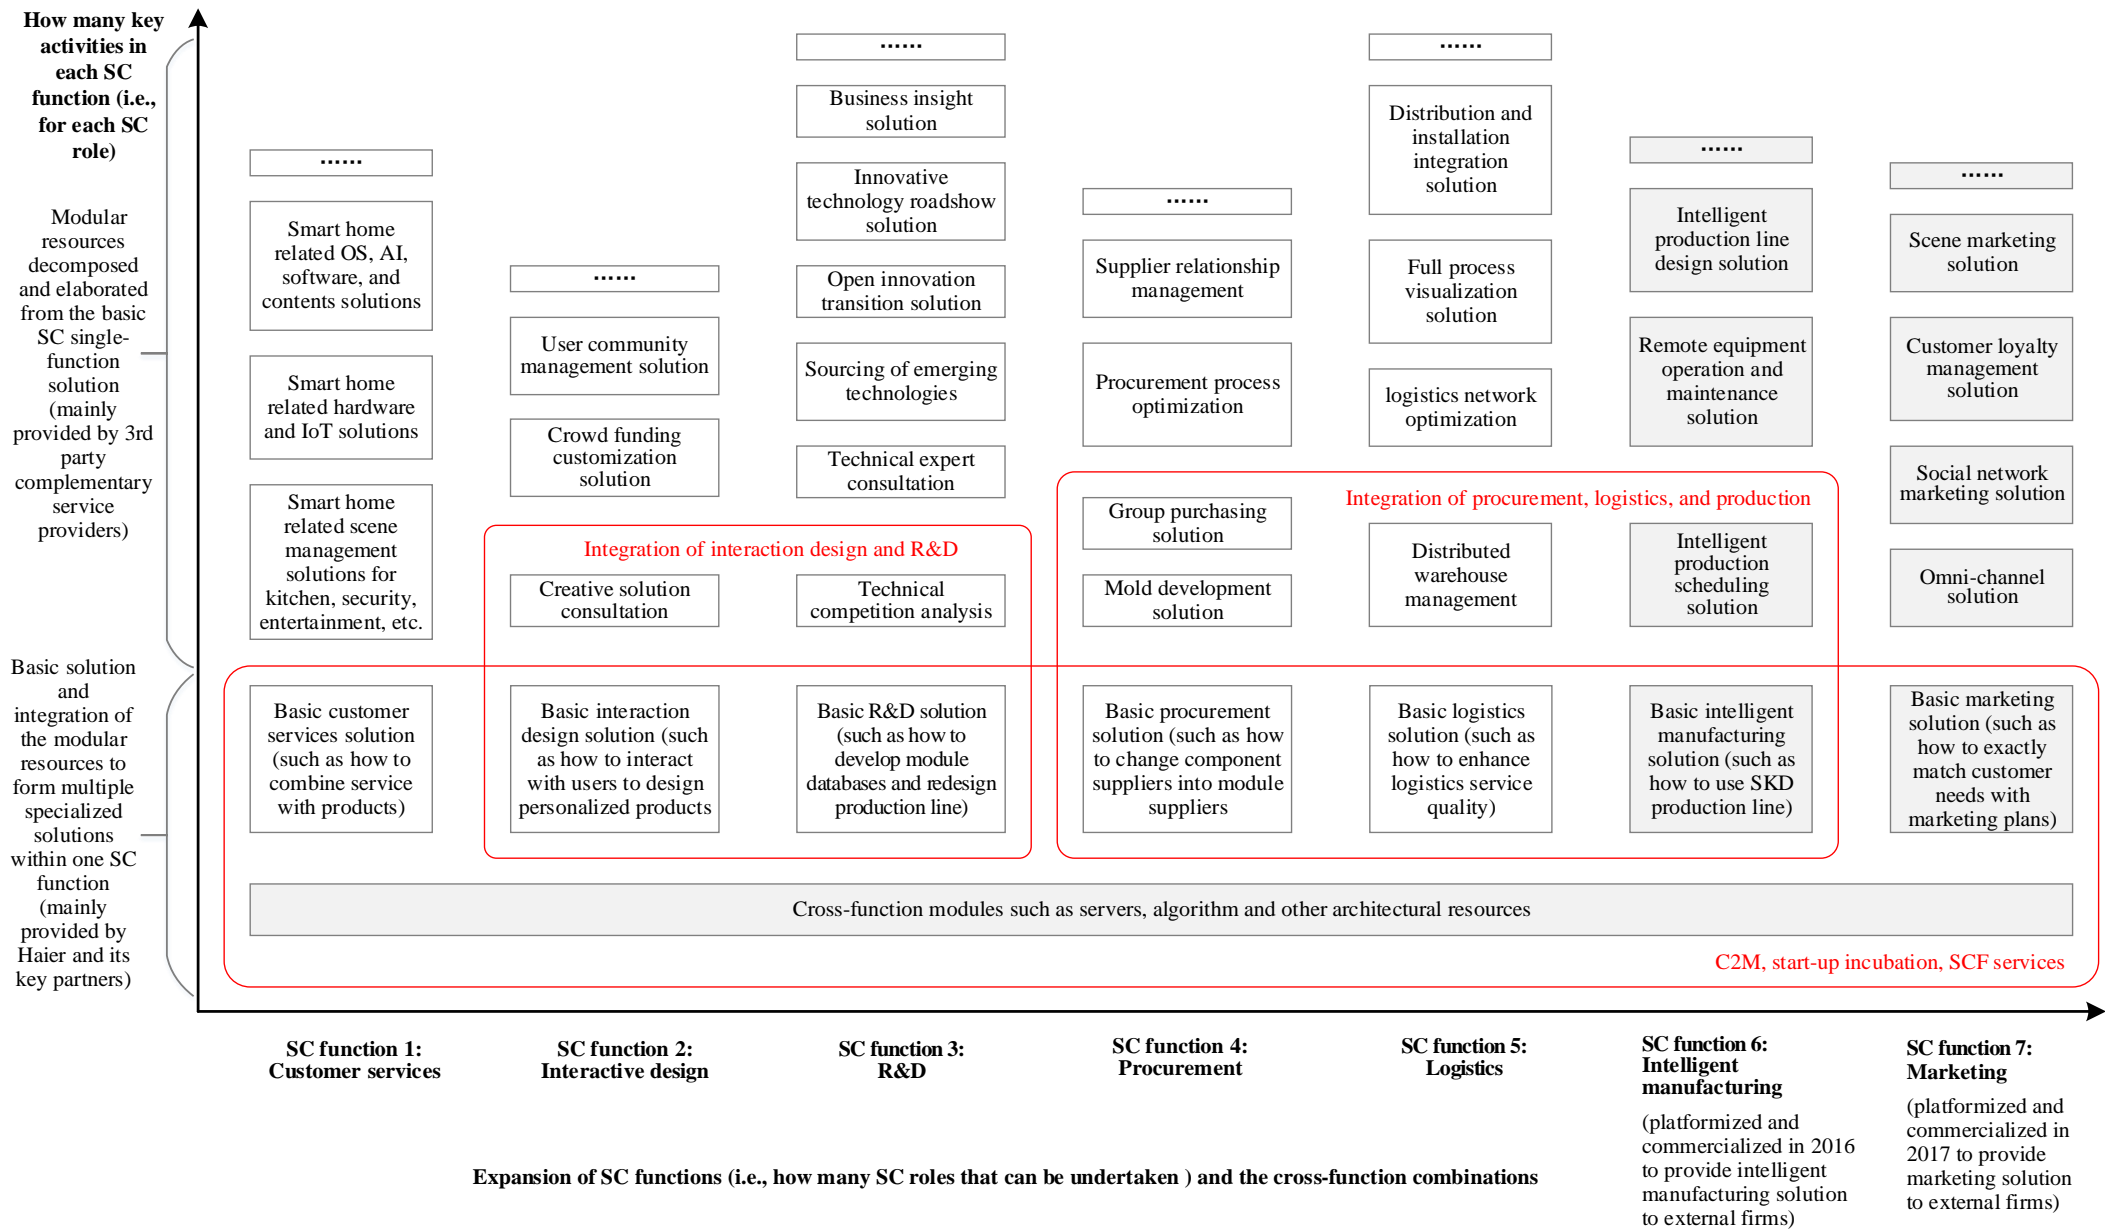 How many key
activities in
each SC
function (i.e.,
for each SC
role)
Modular
resources
decomposed
and elaborated
from the basic
SC single-
function
solution
(mainly
provided by 3rd
party
complementary
service
providers)
Basic solution
and
integration of
the modular
resources to
form multiple
specialized
solutions
within one SC
function
(mainly
provided by
Haier and its
key partners)
......
Smart home
related OS, AI,
software, and
contents solutions
Smart home
related hardware
and IoT solutions
Smart home
related scene
management
solutions for
kitchen, security,
entertainment, etc.
Basic customer
services solution
(such as how to
combine service
with products)
......
User community
management solution
Crowd funding
customization
solution
Integration of interaction design and R&D
Creative solution
consultation
Basic interaction
design solution (such
as how to interact
with users to design
personalized products
......
Business insight
solution
Innovative
technology roadshow
solution
Open innovation
transition solution
Sourcing of emerging
technologies
Technical expert
consultation
Technical
competition analysis
Basic R&D solution
(such as how to
develop module
databases and redesign
production line)
......
Supplier relationship
management
Procurement process
optimization
Integration of procurement, logistics, and production
Group purchasing
solution
Mold development
solution
Basic procurement
solution (such as how
to change component
suppliers into module
suppliers
......
Distribution and
installation
integration
solution
Full process
visualization
solution
logistics network
optimization
Distributed
warehouse
management
Basic logistics
solution (such as
how to enhance
logistics service
quality)
......
Intelligent
production line
design solution
Remote equipment
operation and
maintenance
solution
Intelligent
production
scheduling
solution
Basic intelligent
manufacturing
solution (such as
how to use SKD
production line)
......
Scene marketing
solution
Customer loyalty
management
solution
Social network
marketing solution
Omni-channel
solution
Basic marketing
solution (such as
how to exactly
match customer
needs with
marketing plans)
Cross-function modules such as servers, algorithm and other architectural resources
C2M, start-up incubation, SCF services
SC function 1:
Customer services
SC function 2:
Interactive design
SC function 3:
R&D
SC function 4:
Procurement
SC function 5:
Logistics
SC function 6:
Intelligent
manufacturing
(platformized and
commercialized in 2016
to provide intelligent
manufacturing solution
to external firms)
SC function 7:
Marketing
(platformized and
commercialized in
2017 to provide
marketing solution
to external firms)
Expansion of SC functions (i.e., how many SC roles that can be undertaken ) and the cross-function combinations